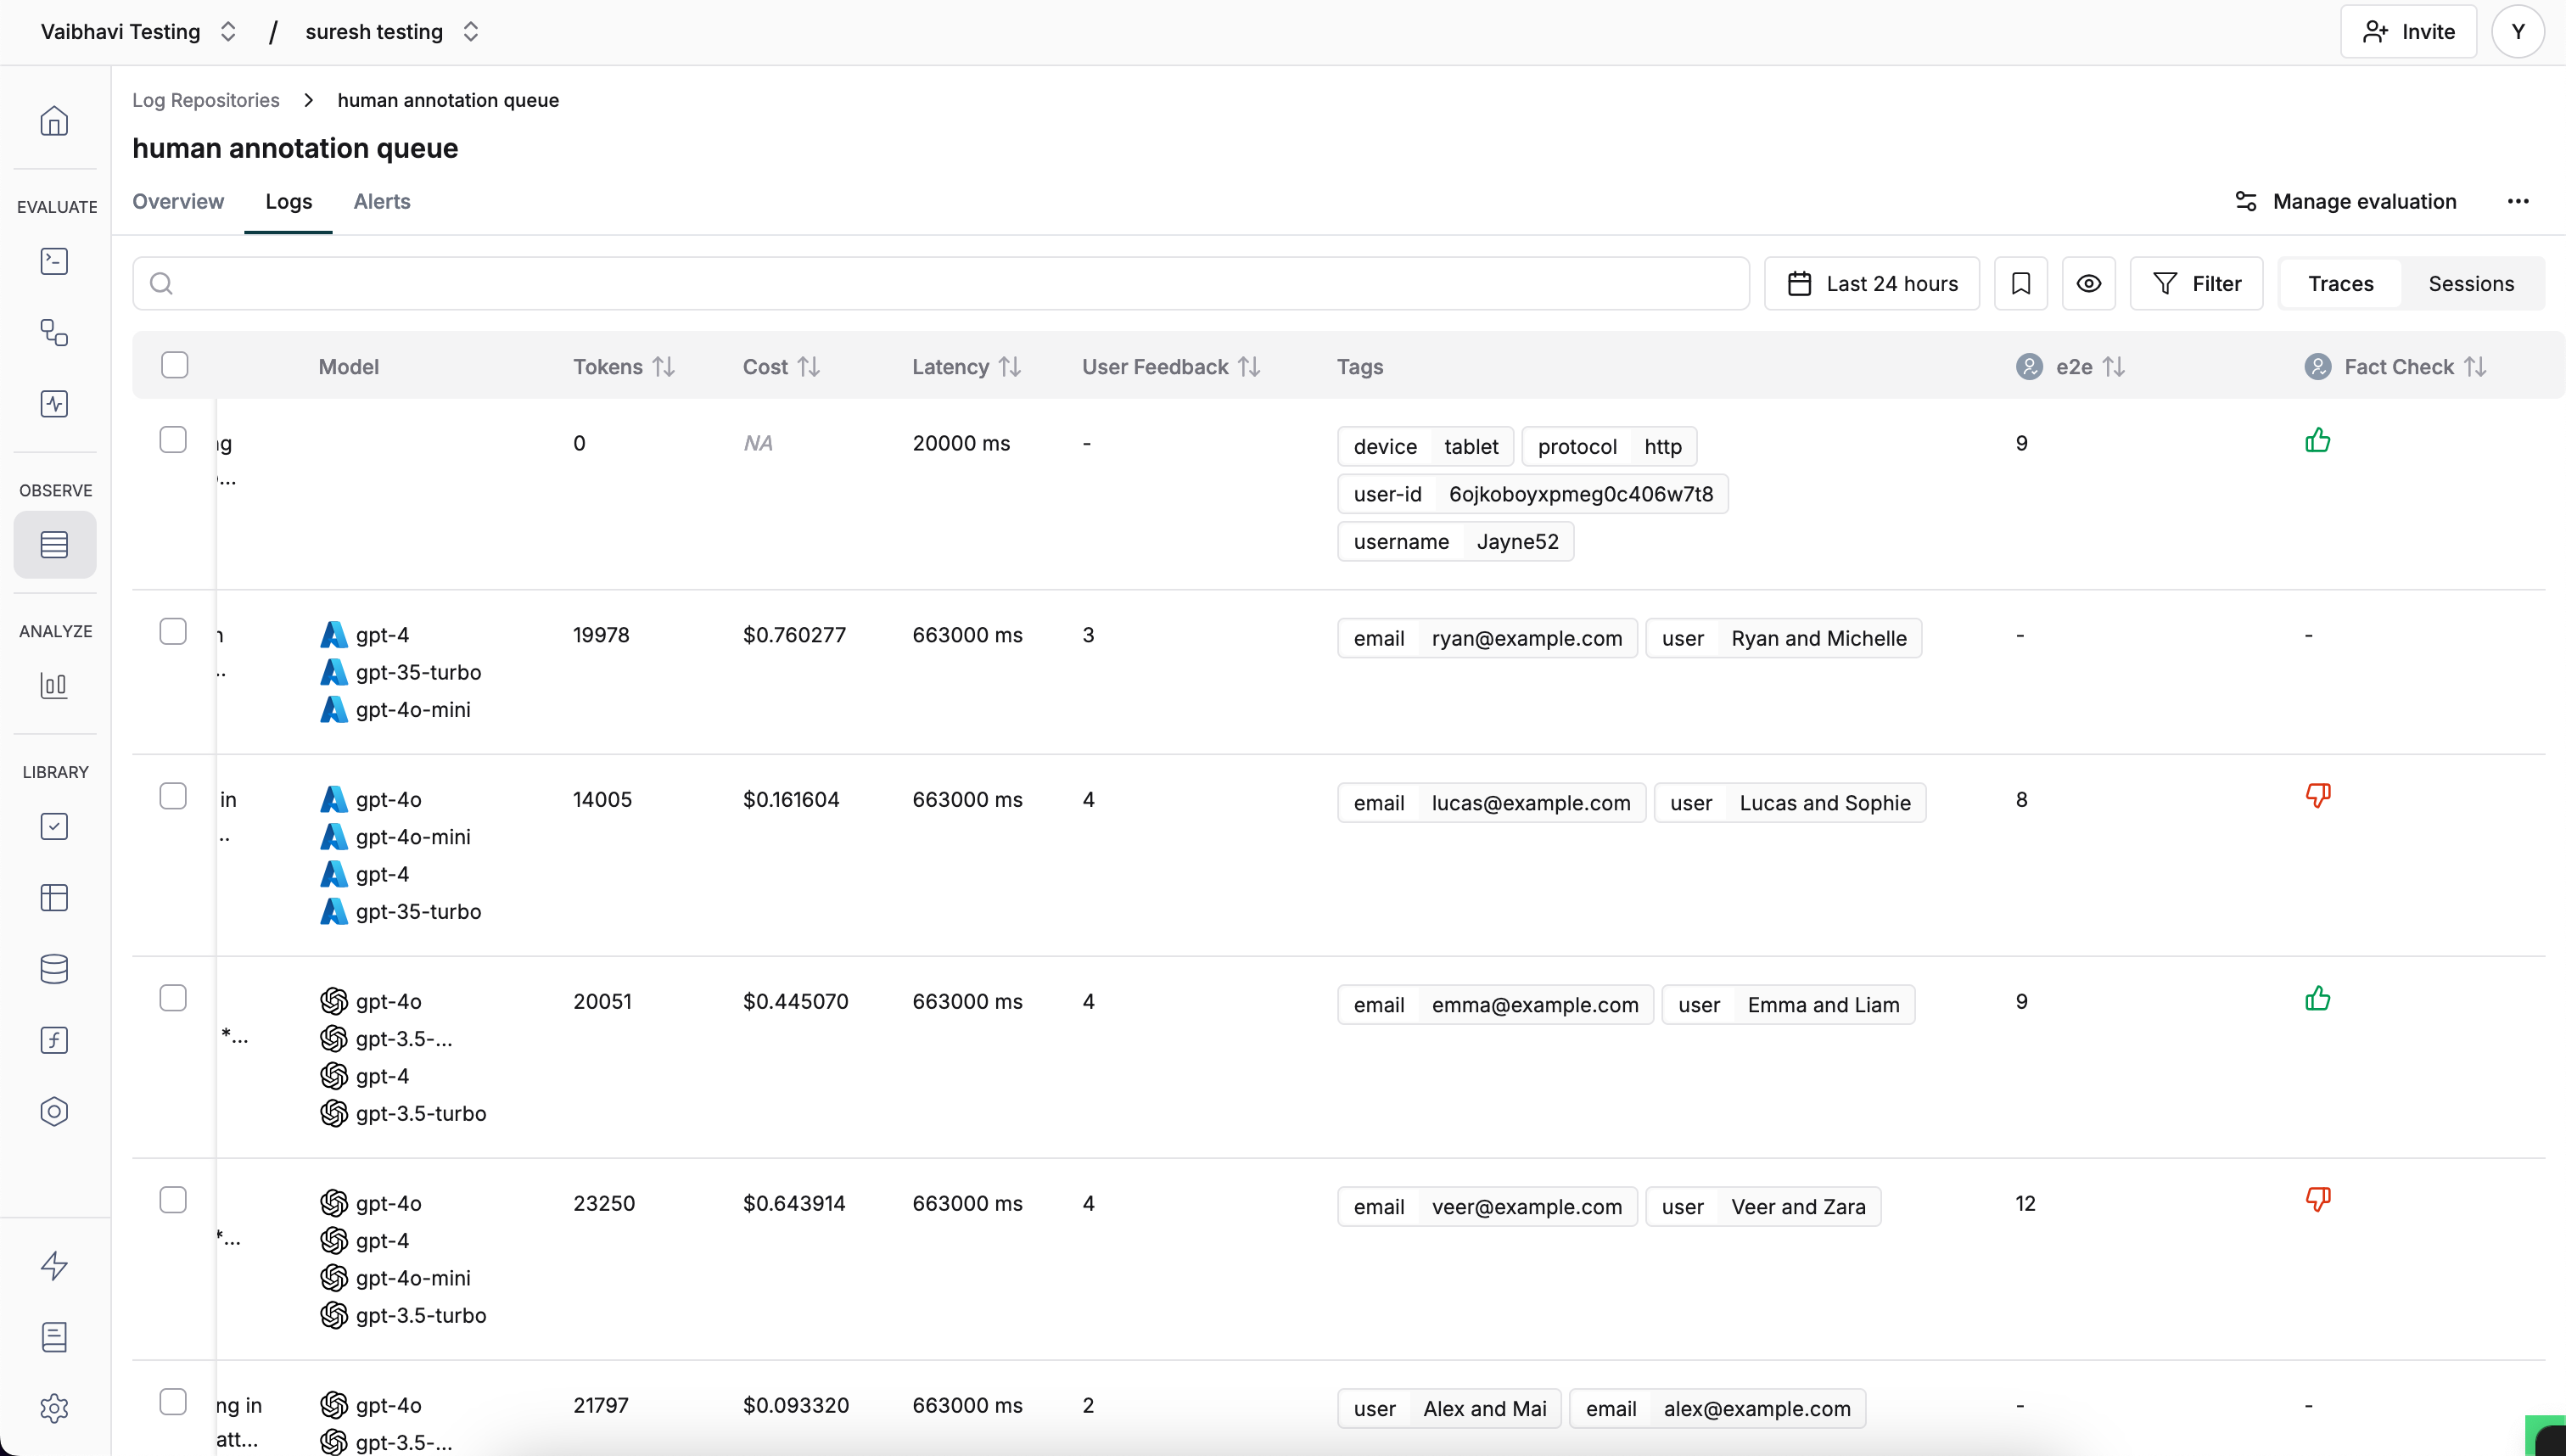 Vaibhavi Testing / suresh testing Invite Y
Log Repositories > human annotation queue
human annotation queue
Overview Logs Alerts Manage evaluation ...
EVALUATE
OBSERVE
ANALYZE
LIBRARY
Last 24 hours Filter Traces Sessions
Model Tokens Cost Latency User Feedback Tags e2e Fact Check
0 NA 20000 ms - device tablet protocol http 9
...
user-id 6ojkoboyxpmeg0c406w7t8
username Jayne52
gpt-4 19978 $0.760277 663000 ms 3 email ryan@example.com user Ryan and Michelle - -
gpt-35-turbo
gpt-4o-mini
in gpt-4o 14005 $0.161604 663000 ms 4 email lucas@example.com user Lucas and Sophie 8
gpt-4o-mini
gpt-4
gpt-35-turbo
gpt-4o 20051 $0.445070 663000 ms 4 email emma@example.com user Emma and Liam 9
*... gpt-3.5-...
gpt-4
gpt-3.5-turbo
gpt-4o 23250 $0.643914 663000 ms 4 email veer@example.com user Veer and Zara 12
*... gpt-4
gpt-4o-mini
gpt-3.5-turbo
ng in gpt-4o 21797 $0.093320 663000 ms 2 user Alex and Mai email alex@example.com - -
att... gpt-3.5-...